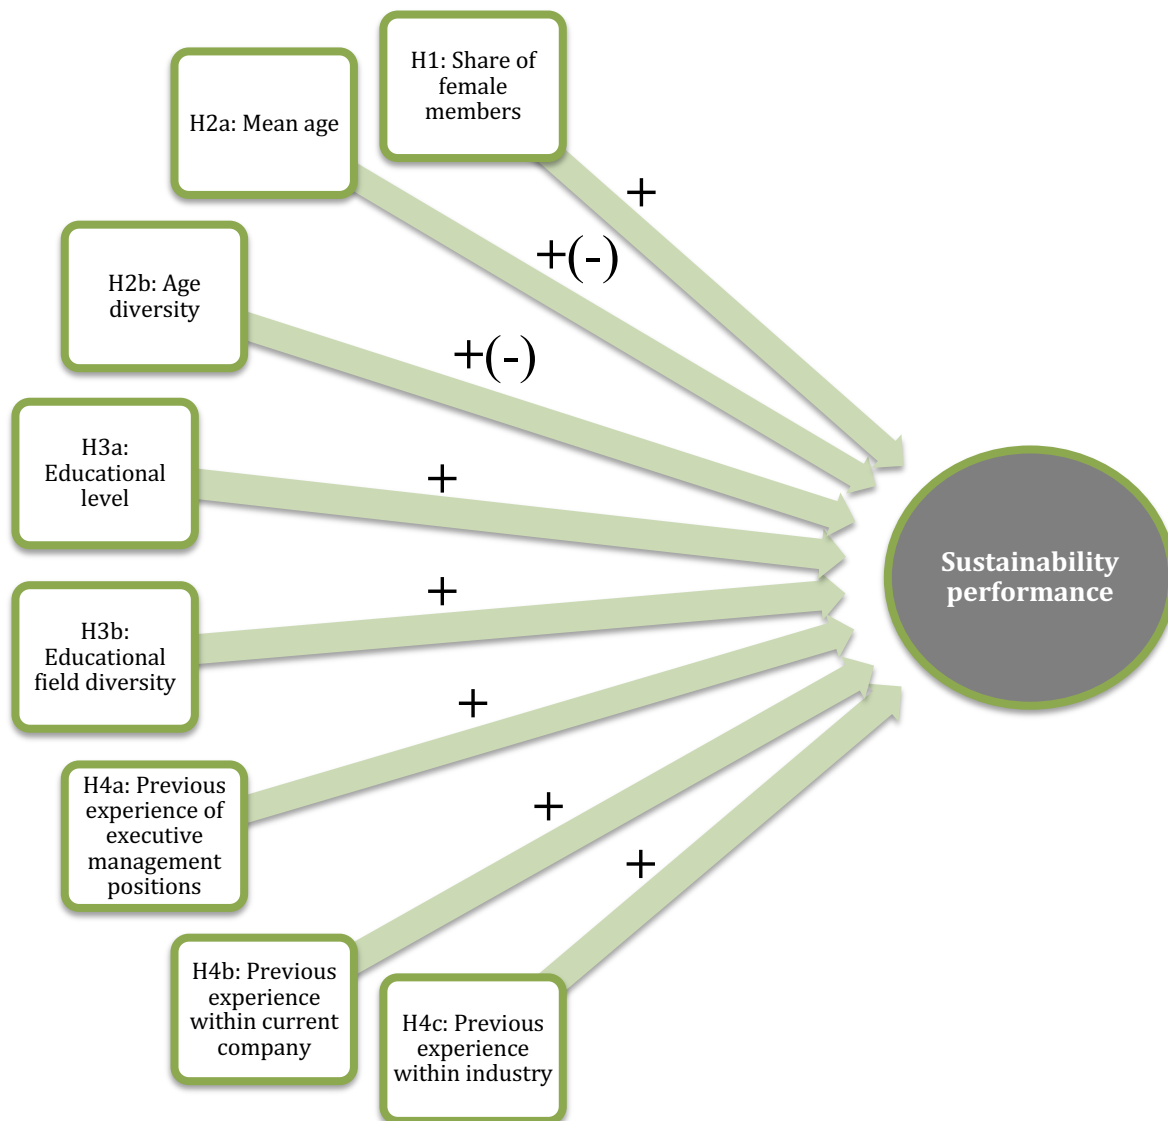 H1: Share of
female
members
H2a: Mean age
+
+(-)
H2b: Age
diversity
+(-)
H3a:
Educational
level
+
H3b:
Educational
field diversity
+
H4a: Previous
experience of
executive
management
positions
+
H4b: Previous
experience
within current
company
+
H4c: Previous
experience
within industry
+
Sustainability
performance